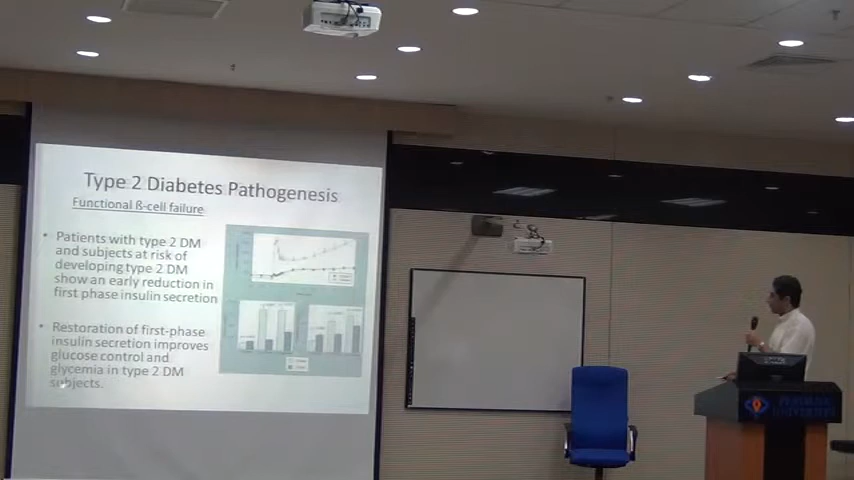 Type 2 Diabetes Pathogenesis
Functional ß-cell failure
• Patients with type 2 DM
and subjects at risk of
developing type 2 DM
show an early reduction in
first phase insulin secretion
• Restoration of first-phase
insulin secretion improves
glucose control and
glycemia in type 2 DM
subjects.
UNIVERSITY